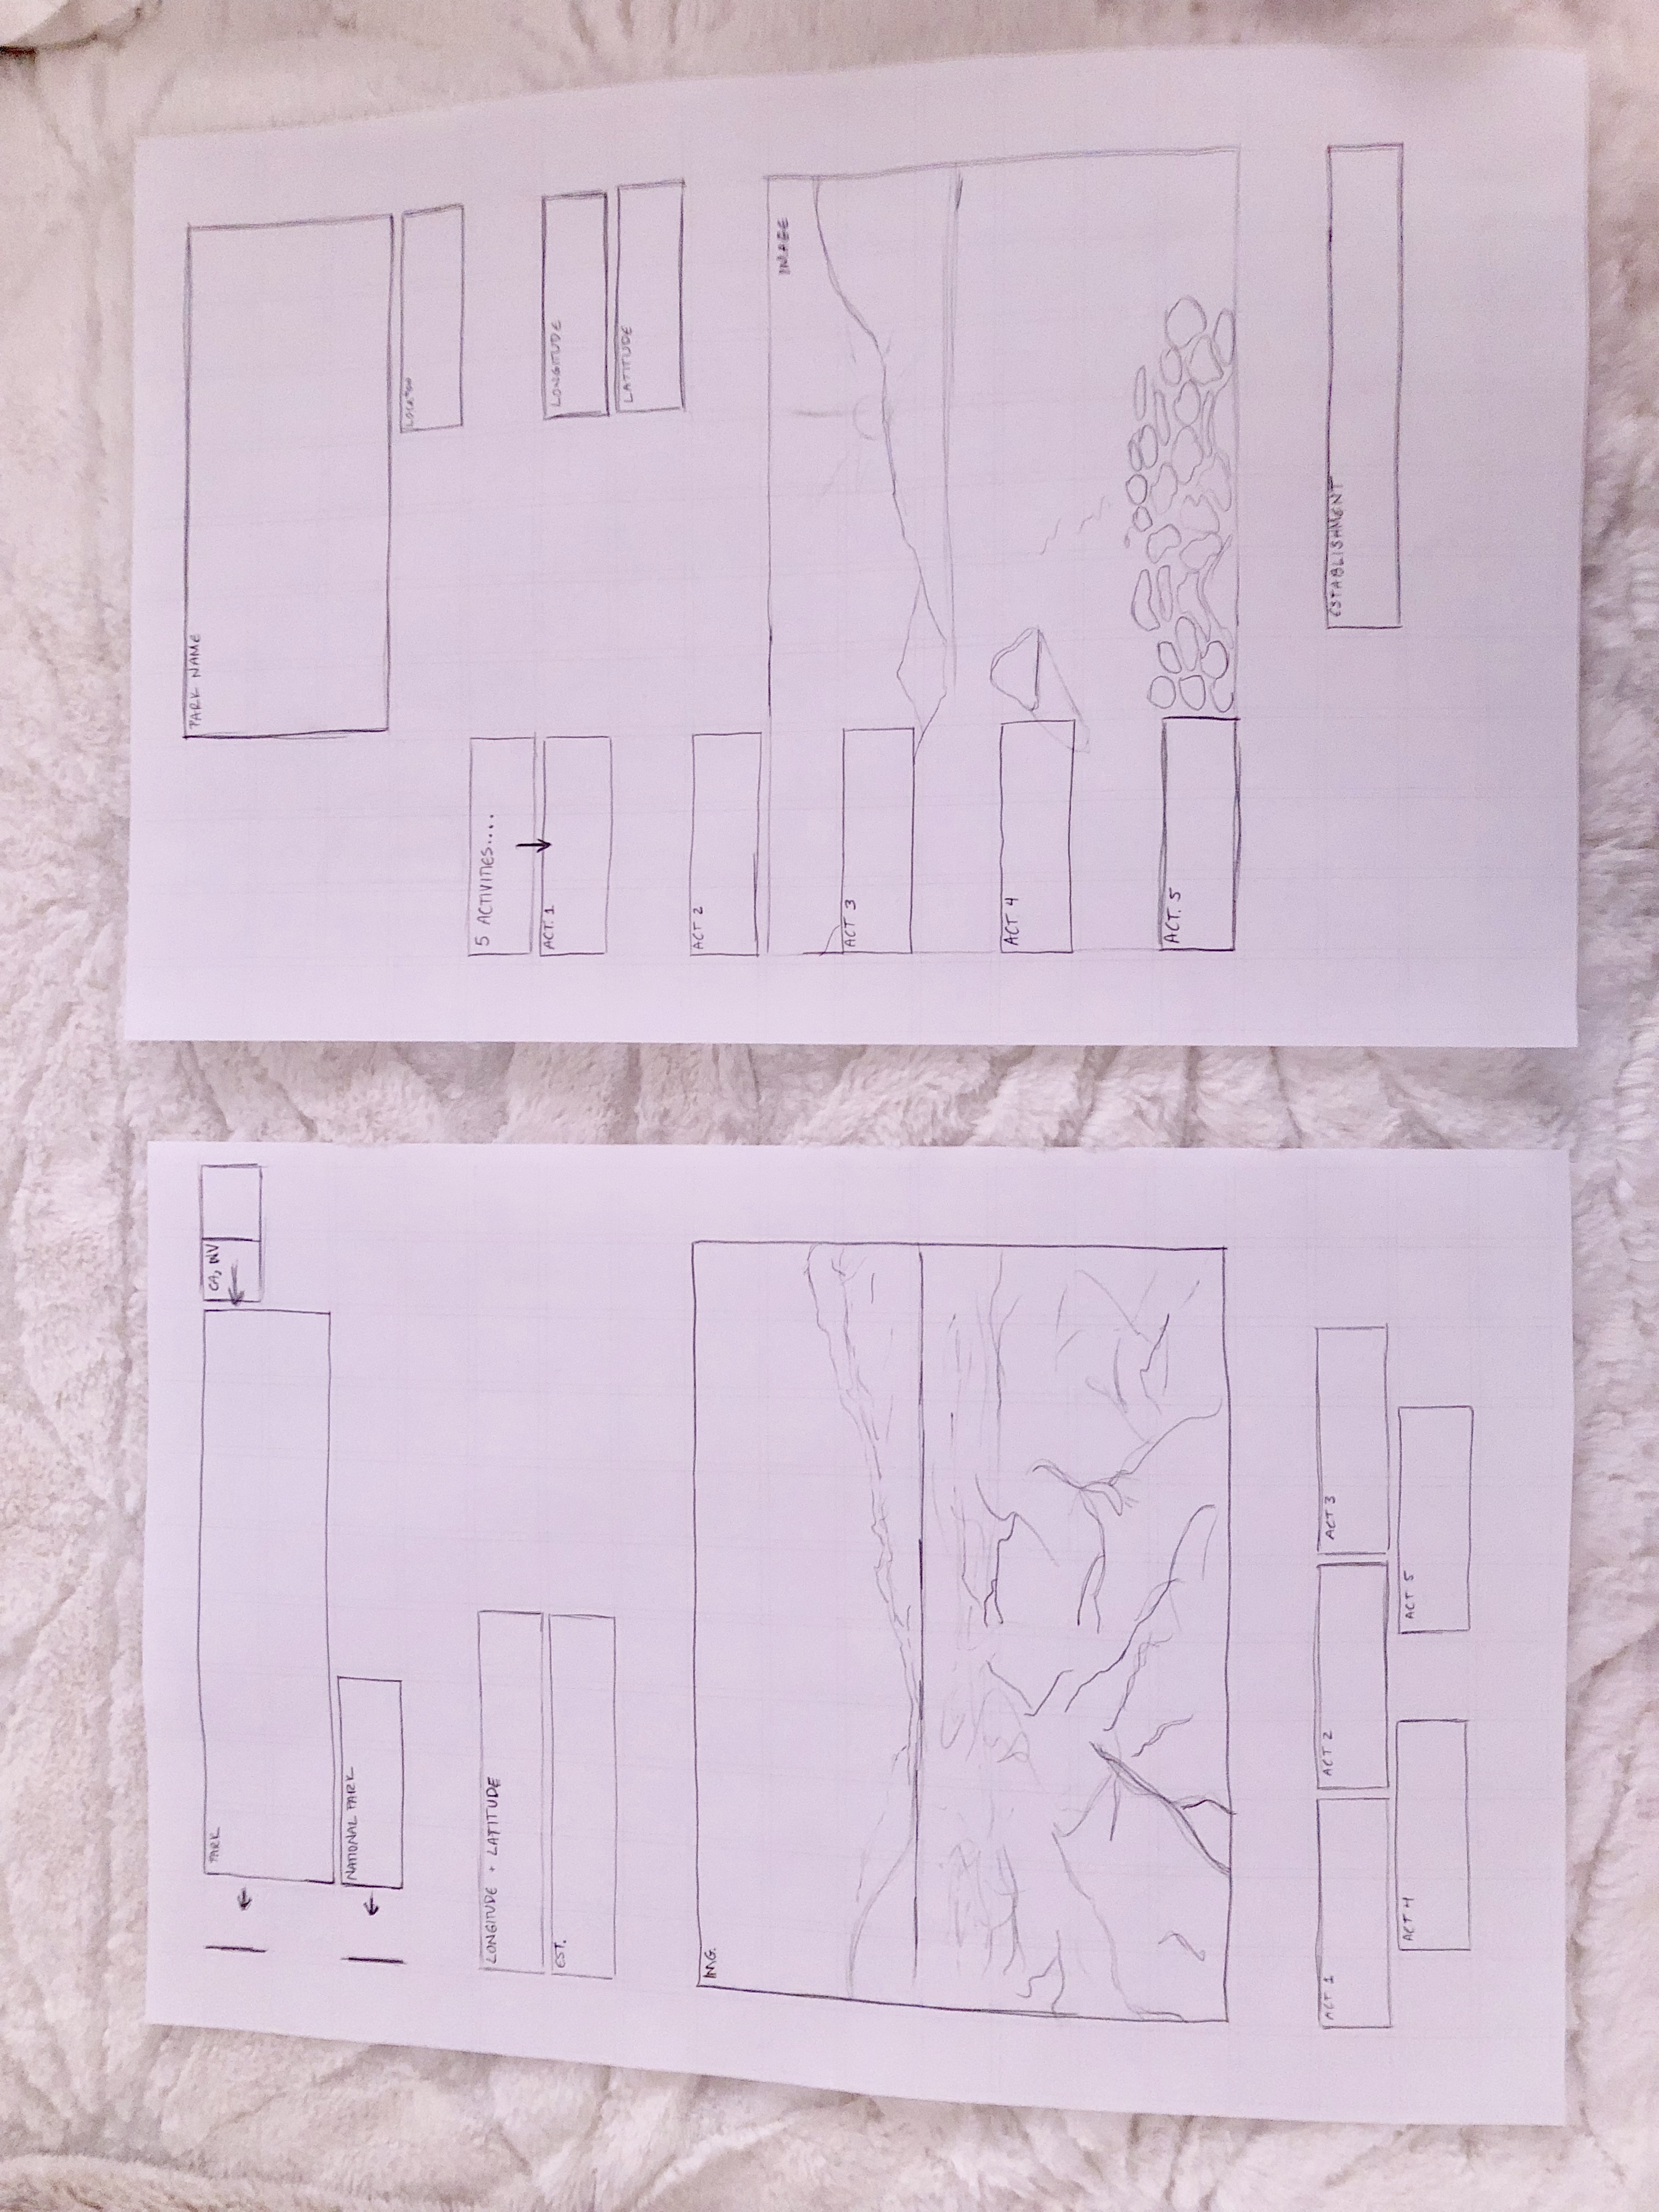 PARK
CA, NV
NATIONAL PARK
LONGITUDE + LATITUDE
EST.
IMG.
ACT 1
ACT 2
ACT 3
ACT 4
ACT 5
PARK NAME
Location
5 ACTIVITIES....
ACT. 1
LONGITUDE
LATITUDE
ACT 2
IMAGE
ACT 3
ACT 4
ACT. 5
ESTABLISHMENT